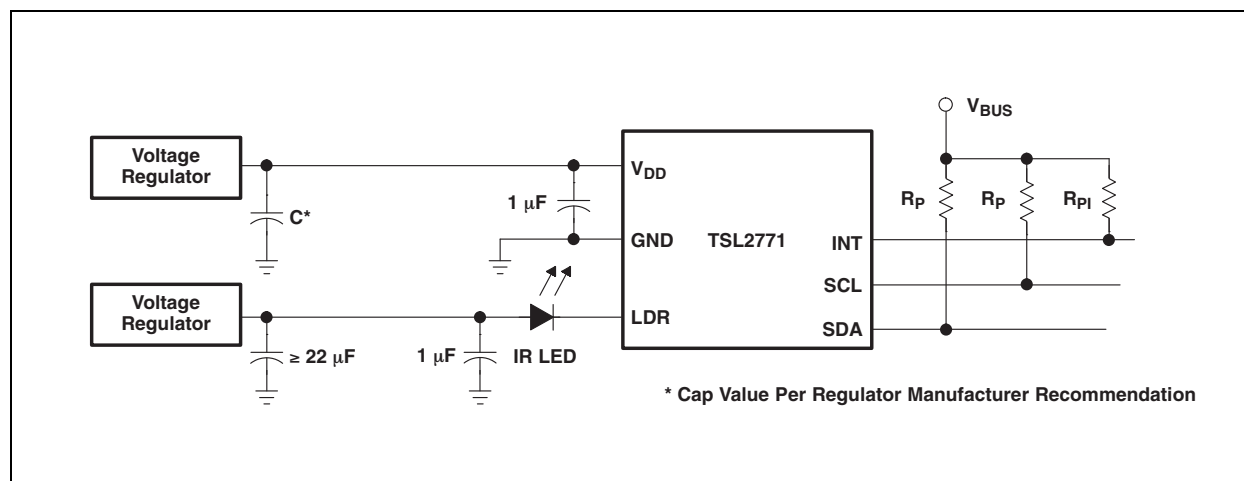 V_BUS
Voltage
Regulator
V_DD
R_P
R_P
R_PI
C*
1 μF
GND
TSL2771
INT
SCL
Voltage
Regulator
LDR
SDA
≥ 22 μF
1 μF
IR LED
* Cap Value Per Regulator Manufacturer Recommendation